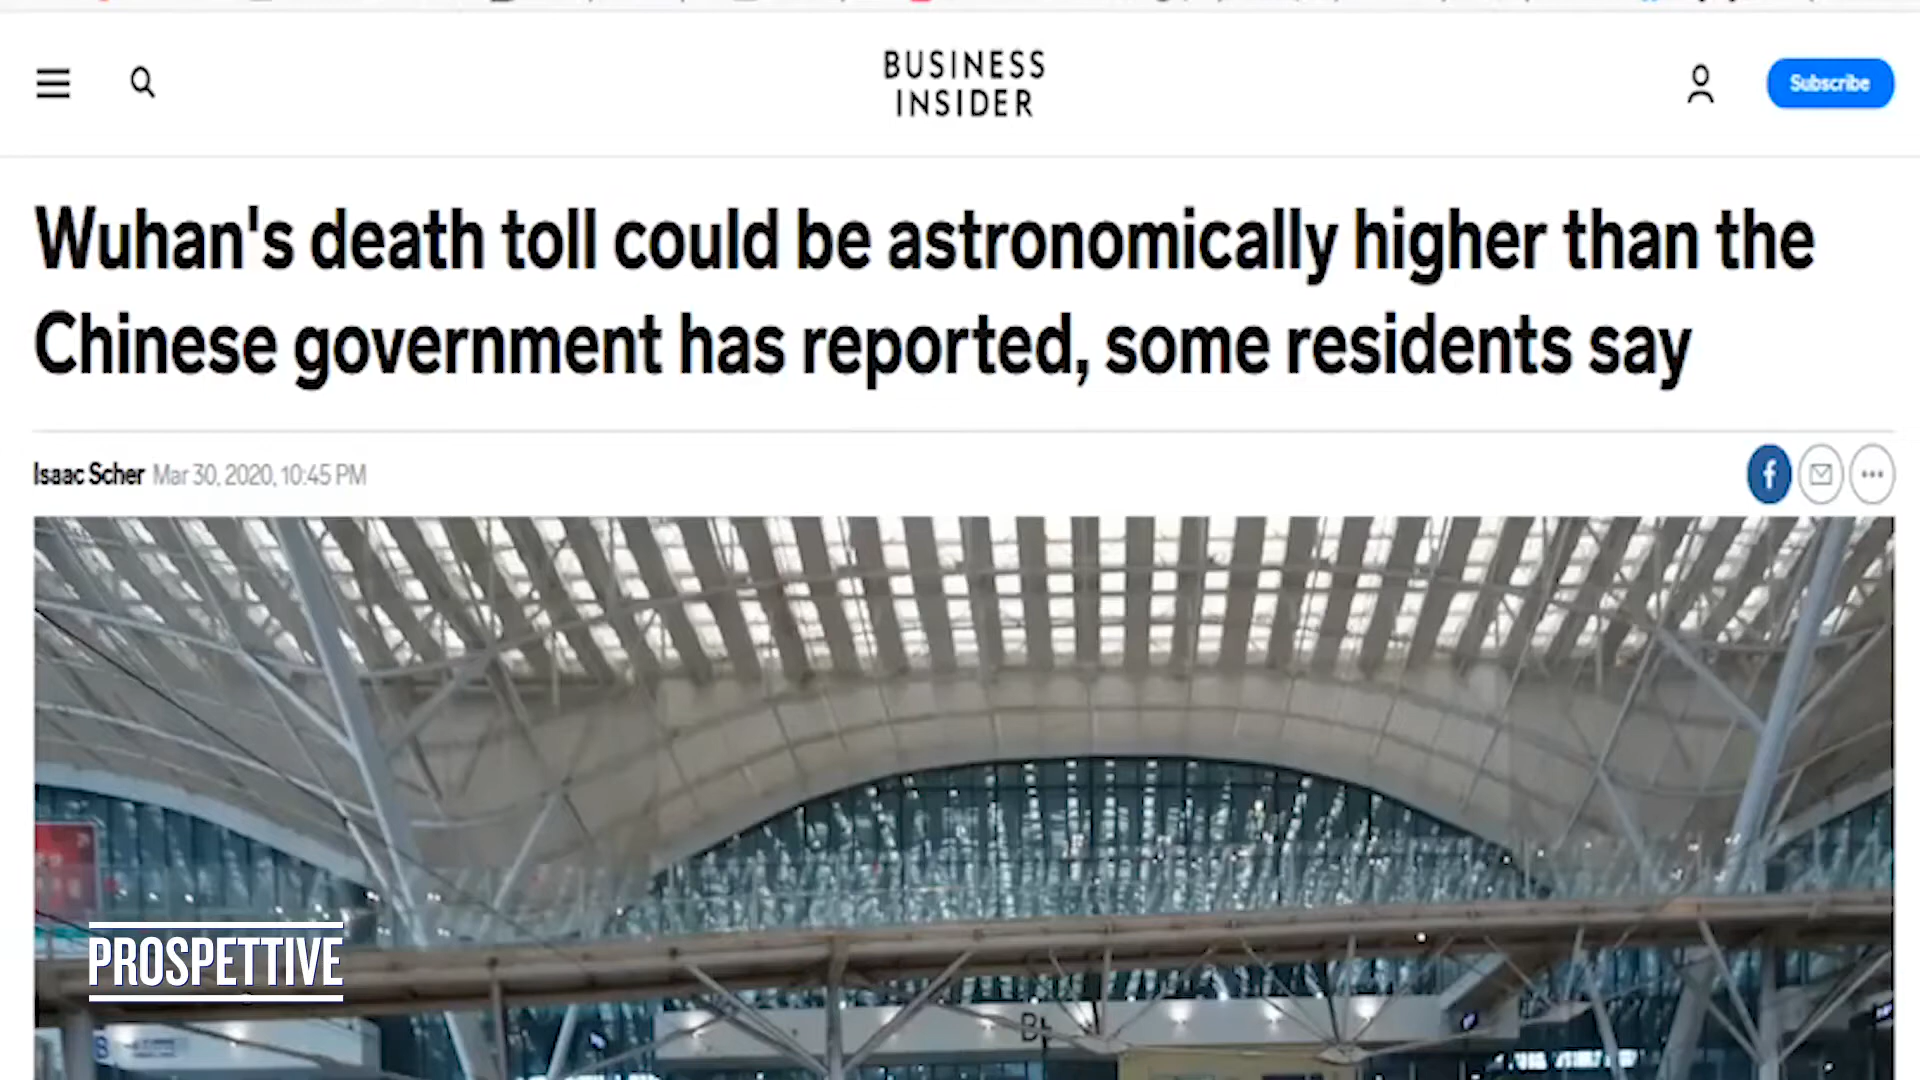 BUSINESS
INSIDER
Subscribe
Wuhan's death toll could be astronomically higher than the
Chinese government has reported, some residents say
Isaac Scher Mar 30, 2020, 10:45 PM
f
PROSPETTIVE
B